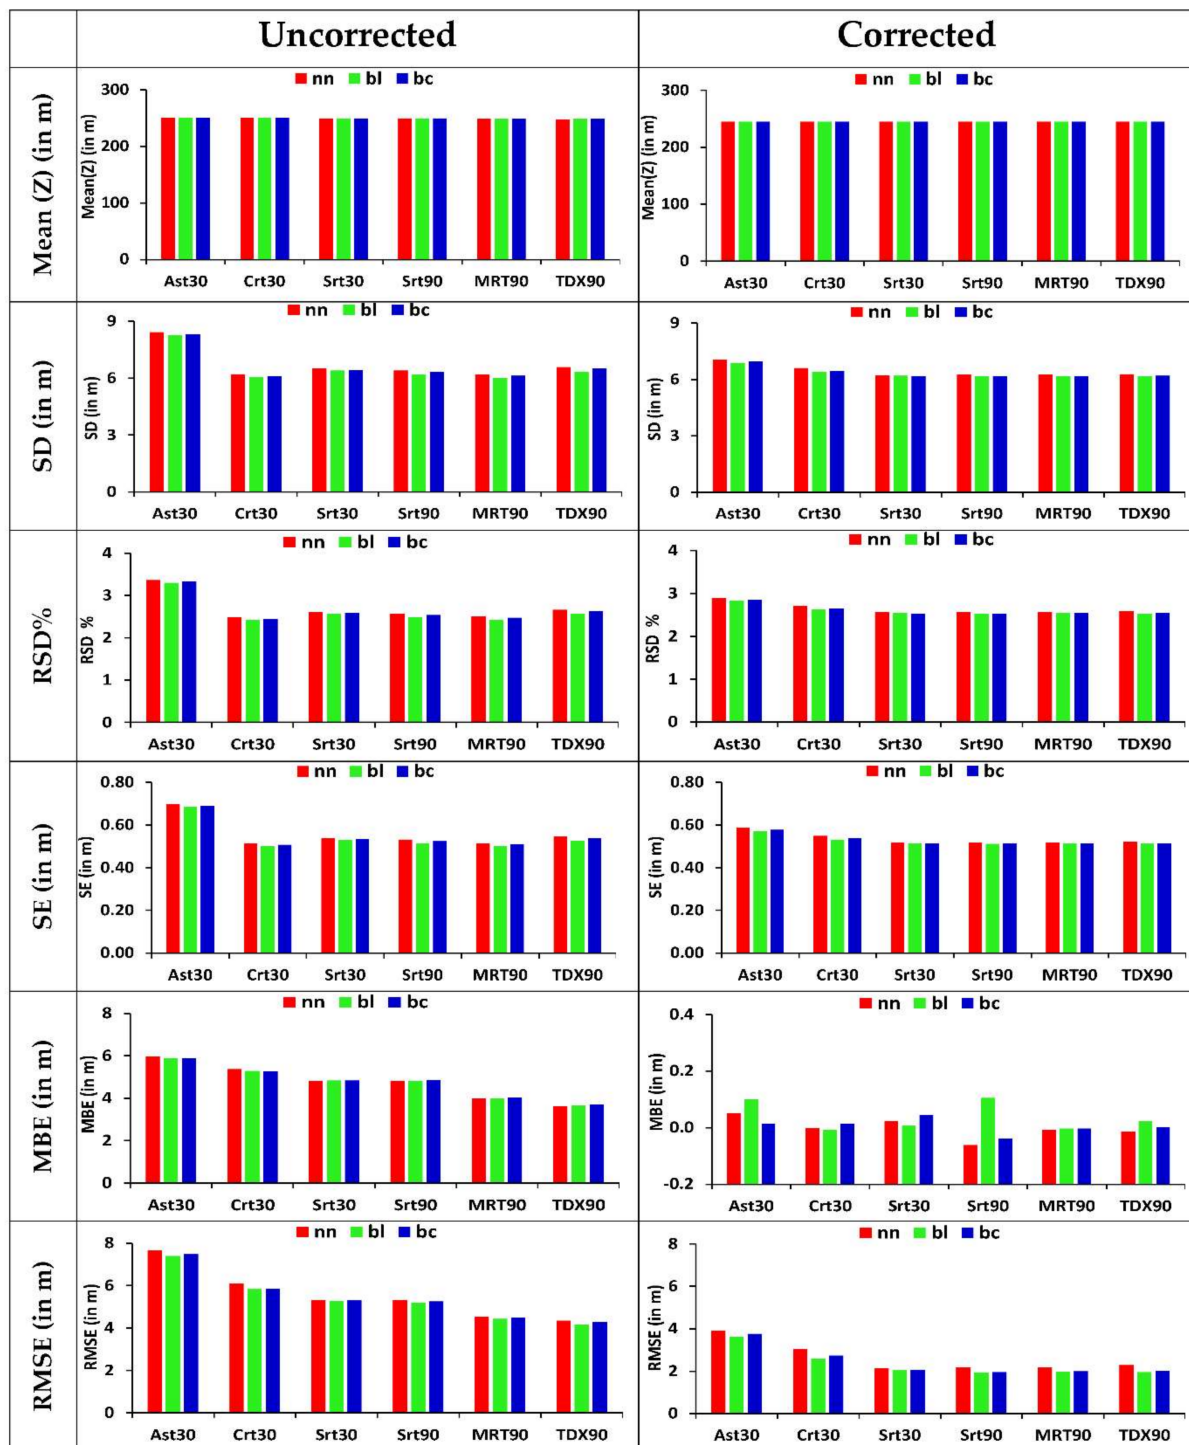 Uncorrected
Corrected
Mean (Z) (in m)
nn bl bc
Mean(Z) (in m)
300
200
100
0
Ast30 Crt30 Srt30 Srt90 MRT90 TDX90
nn bl bc
Mean(Z) (in m)
300
200
100
0
Ast30 Crt30 Srt30 Srt90 MRT90 TDX90
SD (in m)
nn bl bc
SD (in m)
9
6
3
0
Ast30 Crt30 Srt30 Srt90 MRT90 TDX90
nn bl bc
SD (in m)
9
6
3
0
Ast30 Crt30 Srt30 Srt90 MRT90 TDX90
RSD%
nn bl bc
RSD %
4
3
2
1
0
Ast30 Crt30 Srt30 Srt90 MRT90 TDX90
nn bl bc
RSD %
4
3
2
1
0
Ast30 Crt30 Srt30 Srt90 MRT90 TDX90
SE (in m)
nn bl bc
SE (in m)
0.80
0.60
0.40
0.20
0.00
Ast30 Crt30 Srt30 Srt90 MRT90 TDX90
nn bl bc
SE (in m)
0.80
0.60
0.40
0.20
0.00
Ast30 Crt30 Srt30 Srt90 MRT90 TDX90
MBE (in m)
nn bl bc
MBE (in m)
8
6
4
2
0
Ast30 Crt30 Srt30 Srt90 MRT90 TDX90
nn bl bc
MBE (in m)
0.4
0.2
0.0
-0.2
Ast30 Crt30 Srt30 Srt90 MRT90 TDX90
RMSE (in m)
nn bl bc
RMSE (in m)
8
6
4
2
0
Ast30 Crt30 Srt30 Srt90 MRT90 TDX90
nn bl bc
RMSE (in m)
8
6
4
2
0
Ast30 Crt30 Srt30 Srt90 MRT90 TDX90